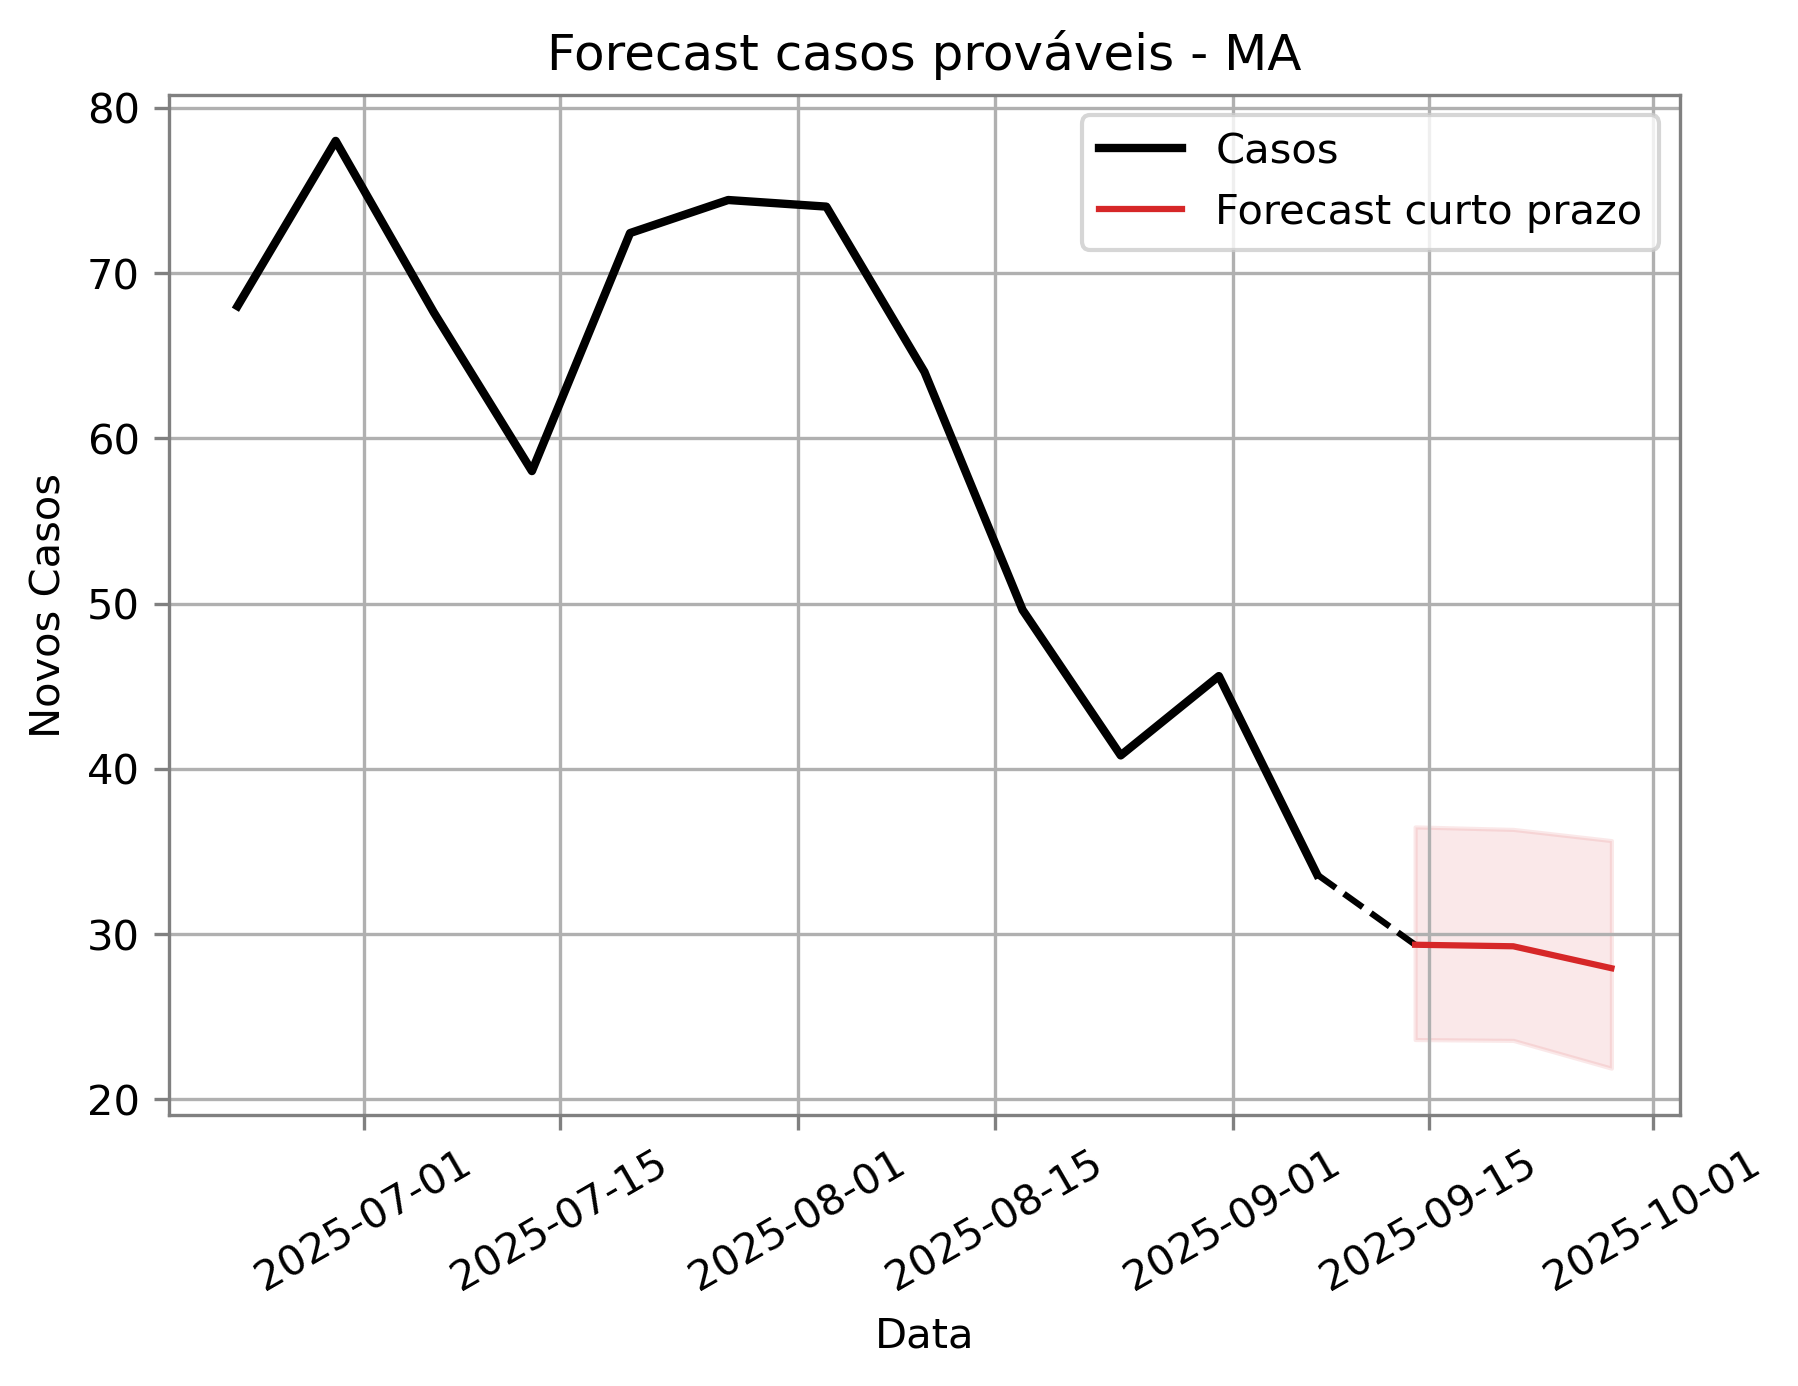 Forecast casos prováveis - MA
Casos
Forecast curto prazo
Novos Casos
80
70
60
50
40
30
20
2025-07-01
2025-07-15
2025-08-01
2025-08-15
2025-09-01
2025-09-15
2025-10-01
Data